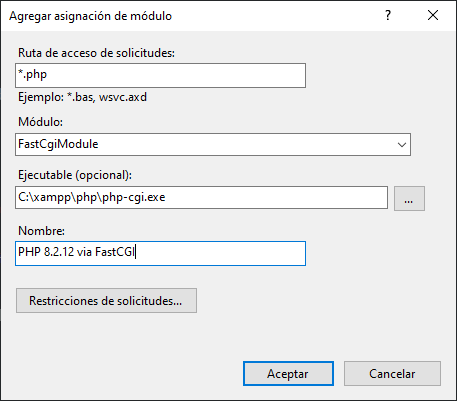 Agregar asignación de módulo
Ruta de acceso de solicitudes:
*.php
Ejemplo: *.bas, wsvc.axd
Módulo:
FastCgiModule
Ejecutable (opcional):
C:\xampp\php\php-cgi.exe
...
Nombre:
PHP 8.2.12 via FastCGI
Restricciones de solicitudes...
Aceptar
Cancelar